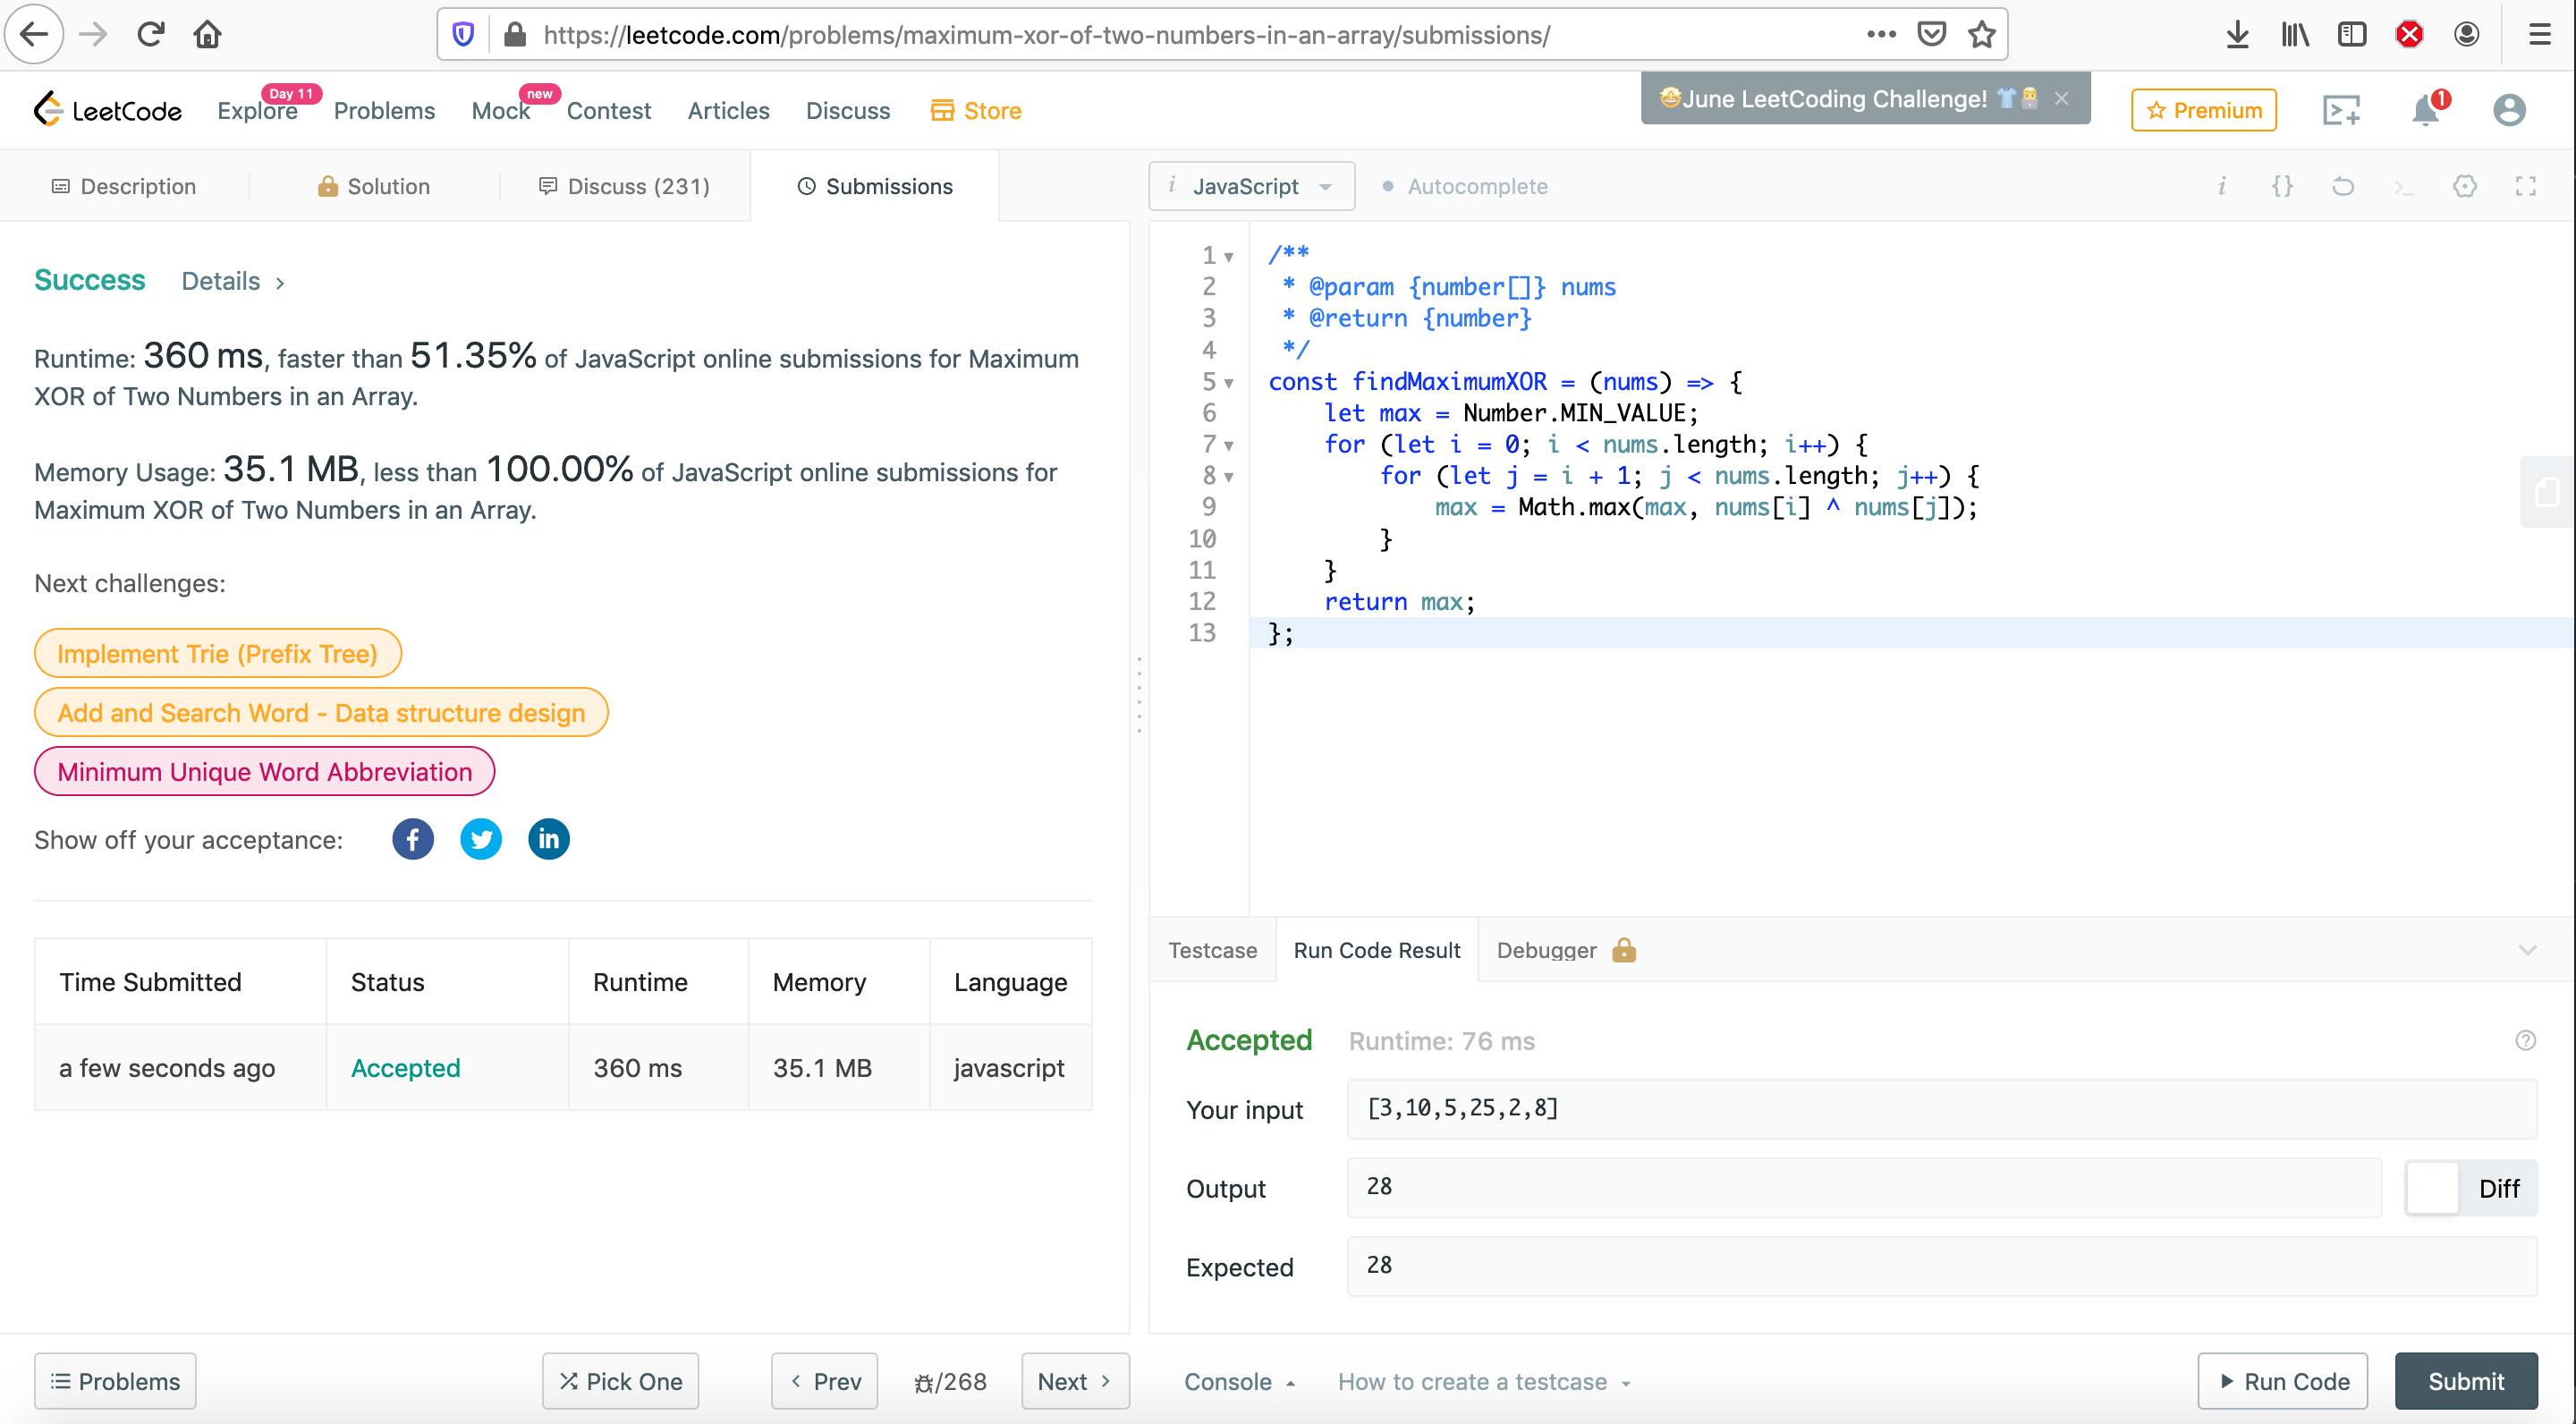 https://leetcode.com/problems/maximum-xor-of-two-numbers-in-an-array/submissions/
LeetCode
Explore
Day 11
Problems
Mock
new
Contest
Articles
Discuss
Store
🤩June LeetCoding Challenge! 👕
Premium
1
Description
Solution
Discuss (231)
Submissions
Success
Details
Runtime: 360 ms, faster than 51.35% of JavaScript online submissions for Maximum
XOR of Two Numbers in an Array.
Memory Usage: 35.1 MB, less than 100.00% of JavaScript online submissions for
Maximum XOR of Two Numbers in an Array.
Next challenges:
Implement Trie (Prefix Tree)
Add and Search Word - Data structure design
Minimum Unique Word Abbreviation
Show off your acceptance:
Time Submitted Status Runtime Memory Language
a few seconds ago Accepted 360 ms 35.1 MB javascript
Problems
Pick One
Prev
/268
Next
i JavaScript
Autocomplete
1 /**
2 * @param {number[]} nums
3 * @return {number}
4 */
5 const findMaximumXOR = (nums) => {
6 let max = Number.MIN_VALUE;
7 for (let i = 0; i < nums.length; i++) {
8 for (let j = i + 1; j < nums.length; j++) {
9 max = Math.max(max, nums[i] ^ nums[j]);
10 }
11 }
12 return max;
13 };
Testcase
Run Code Result
Debugger
Accepted
Runtime: 76 ms
Your input
[3,10,5,25,2,8]
Output
28
Diff
Expected
28
Console
How to create a testcase
Run Code
Submit